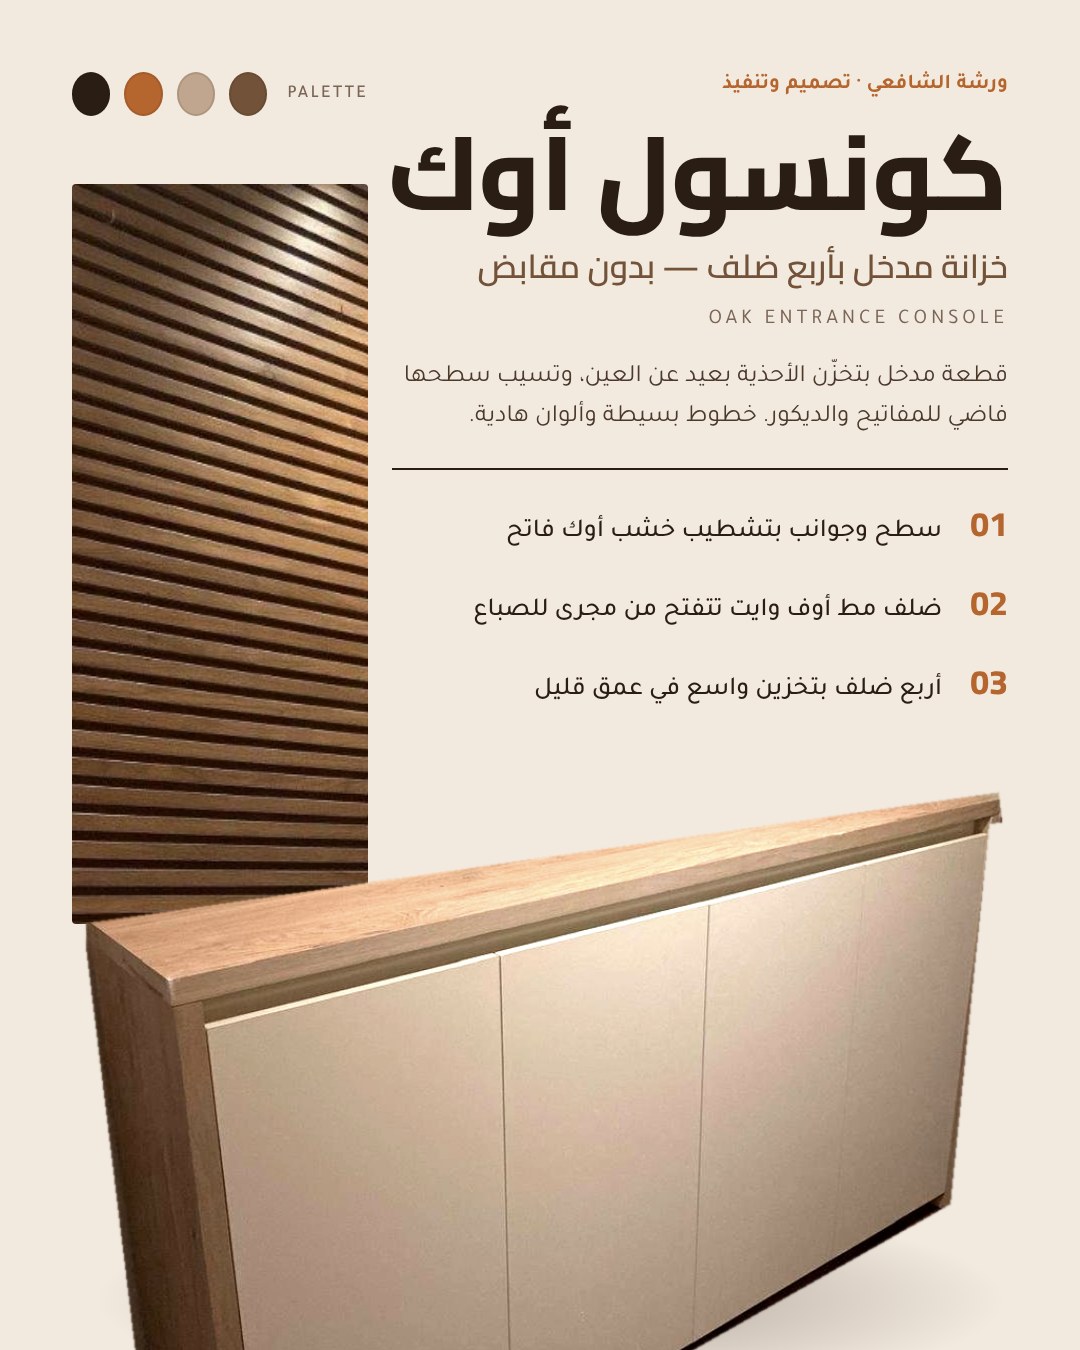 ورشة الشافعي · تصميم وتنفيذ
PALETTE
كونسول أوك
خزانة مدخل بأربع ضلف — بدون مقابض
OAK ENTRANCE CONSOLE
قطعة مدخل بتخزّن الأحذية بعيد عن العين، وتسيب سطحها
فاضي للمفاتيح والديكور. خطوط بسيطة وألوان هادية.
01 سطح وجوانب بتشطيب خشب أوك فاتح
02 ضلف مط أوف وايت تتفتح من مجرى للصباع
03 أربع ضلف بتخزين واسع في عمق قليل